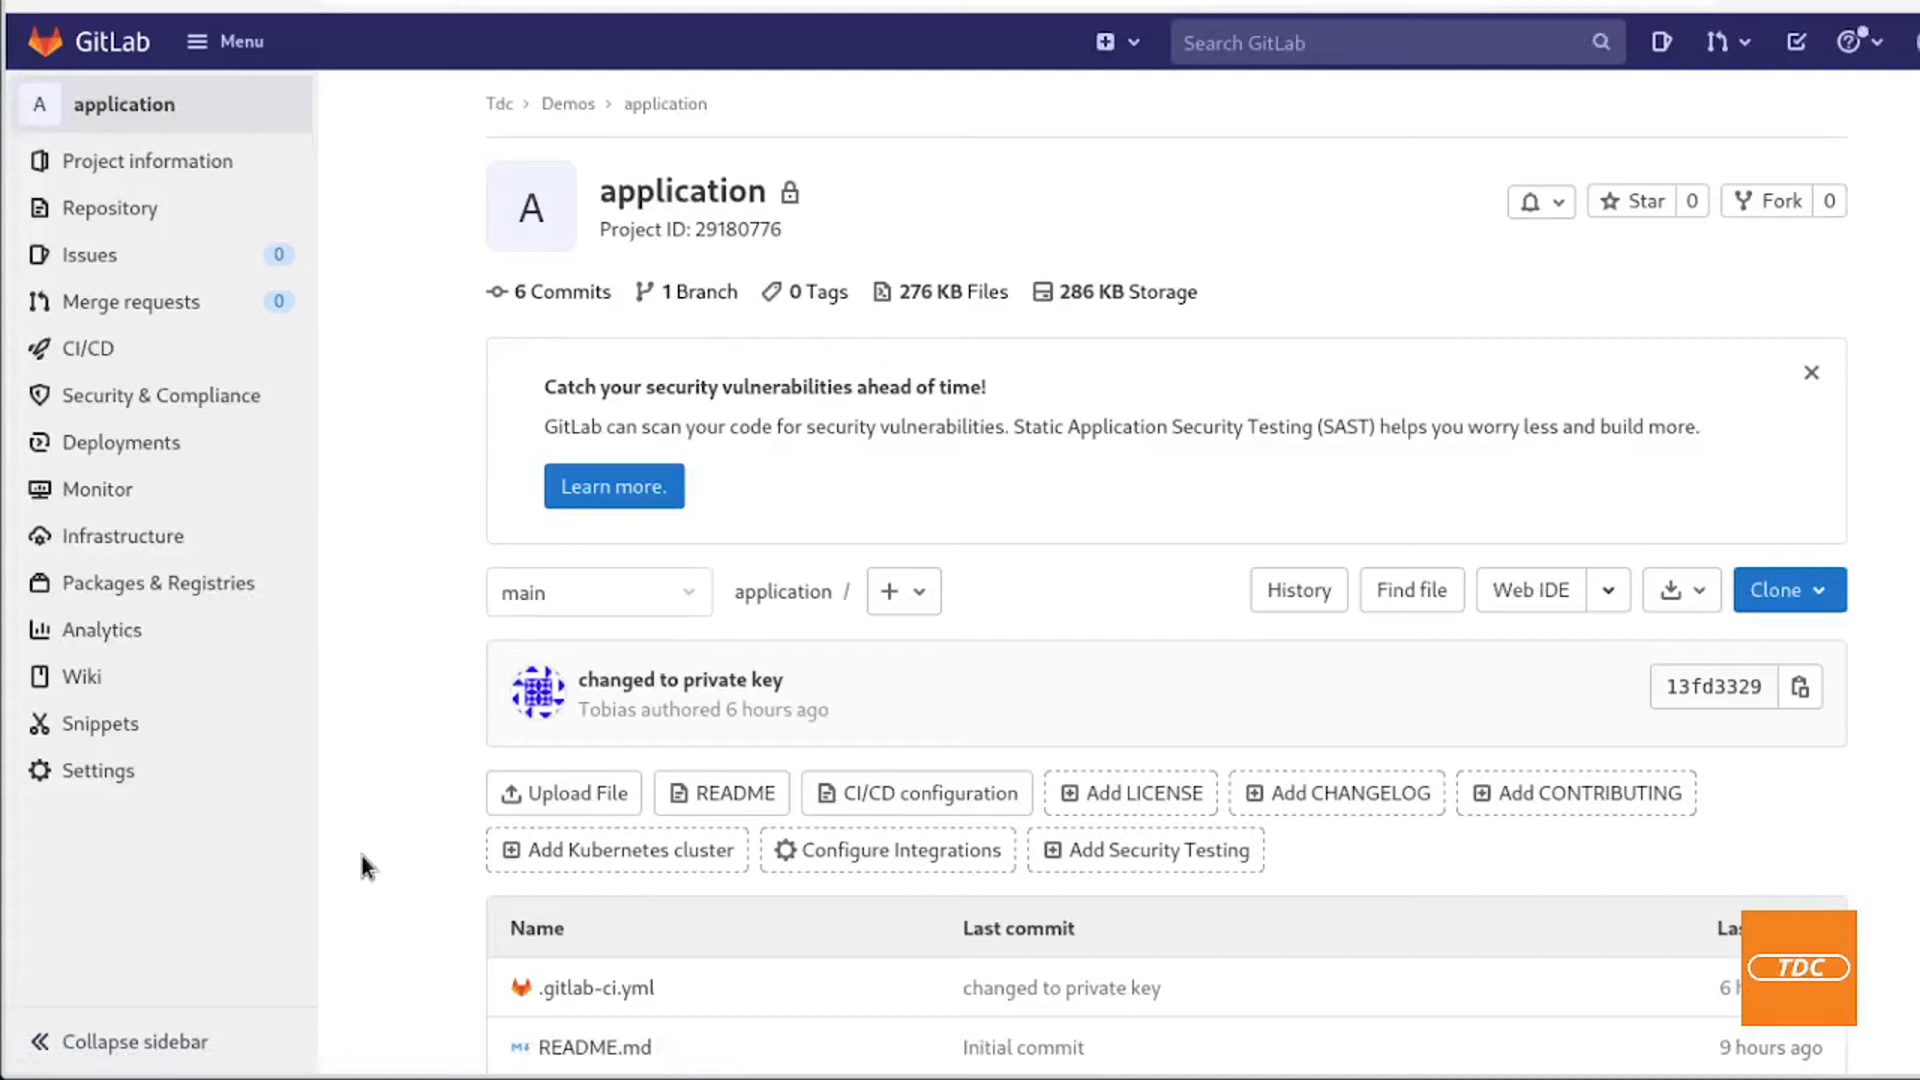 GitLab
Menu
Search GitLab
A application
Project information
Repository
Issues 0
Merge requests 0
CI/CD
Security & Compliance
Deployments
Monitor
Infrastructure
Packages & Registries
Analytics
Wiki
Snippets
Settings
Collapse sidebar
Tdc › Demos › application
A
application
Project ID: 29180776
Star 0
Fork 0
6 Commits 1 Branch 0 Tags 276 KB Files 286 KB Storage
Catch your security vulnerabilities ahead of time!
GitLab can scan your code for security vulnerabilities. Static Application Security Testing (SAST) helps you worry less and build more.
Learn more.
main application / + History Find file Web IDE Clone
changed to private key
Tobias authored 6 hours ago
13fd3329
Upload File README CI/CD configuration Add LICENSE Add CHANGELOG Add CONTRIBUTING
Add Kubernetes cluster Configure Integrations Add Security Testing
Name Last commit
.gitlab-ci.yml changed to private key 6
README.md Initial commit 9 hours ago
TDC